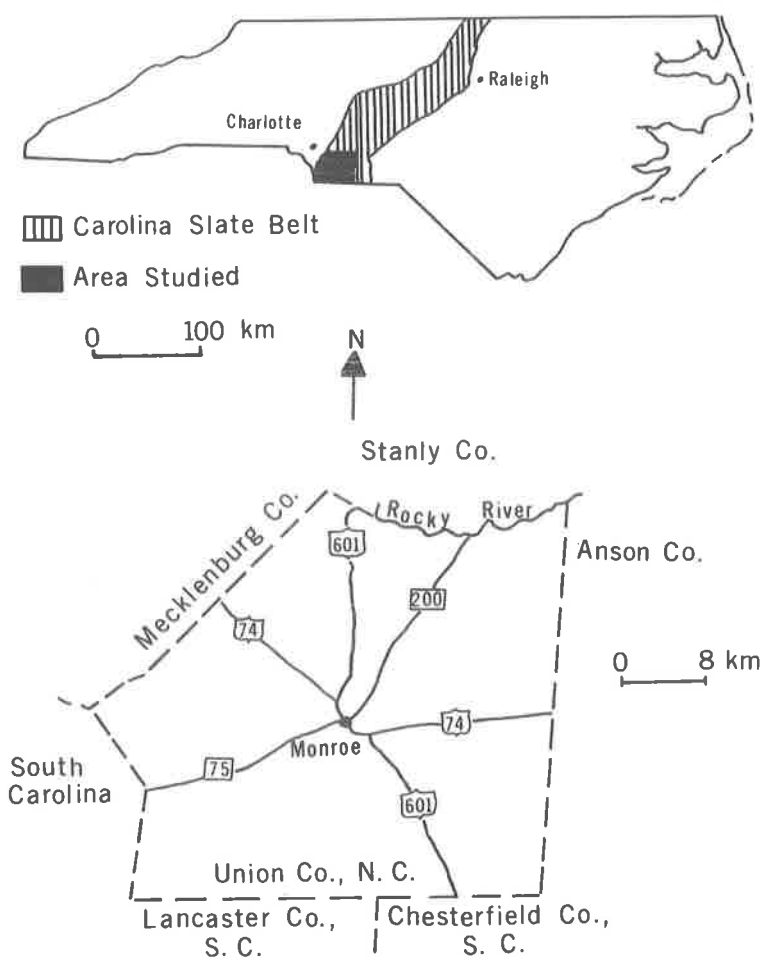 Raleigh
Charlotte
Carolina Slate Belt
Area Studied
0 100 km
N
Stanly Co.
Mecklenburg Co.
Rocky River
601
Anson Co.
200
74
0 8 km
74
Monroe
South
Carolina
75
601
Union Co., N. C.
Lancaster Co.,
S. C.
Chesterfield Co.,
S. C.